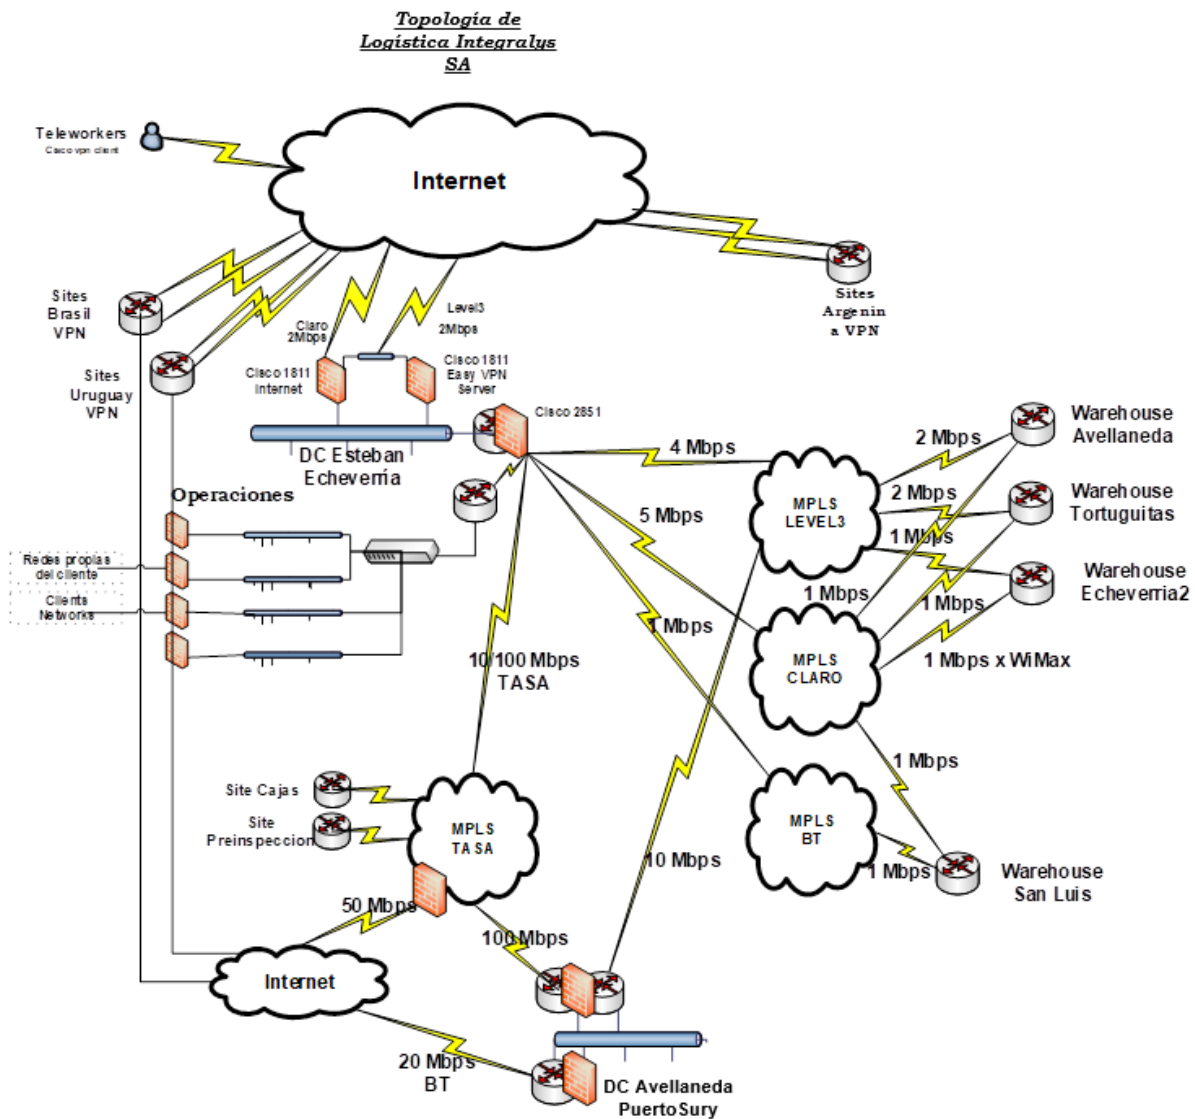 Topología de
Logística Integralys
SA
Teleworkers
Cisco vpn client
Internet
Sites
Brasil
VPN
Sites
Uruguay
VPN
Claro
2Mbps
Level3
2Mbps
Sites
Argenin
a VPN
Cisco 1811
Internet
Cisco 1811
Easy VPN
Server
Cisco 2851
DC Esteban
Echeverría
Operaciones
Redes propias
del cliente
Clients
Networks
4 Mbps
5 Mbps
1 Mbps
10/100 Mbps
TASA
MPLS
LEVEL3
2 Mbps
2 Mbps
1 Mbps
1 Mbps
1 Mbps
1 Mbps x WiMax
Warehouse
Avellaneda
Warehouse
Tortuguitas
Warehouse
Echeverria2
MPLS
CLARO
1 Mbps
MPLS
BT
1 Mbps
Warehouse
San Luis
Site Cajas
Site
Preinspeccion
MPLS
TASA
10 Mbps
50 Mbps
100 Mbps
Internet
20 Mbps
BT
DC Avellaneda
PuertoSury